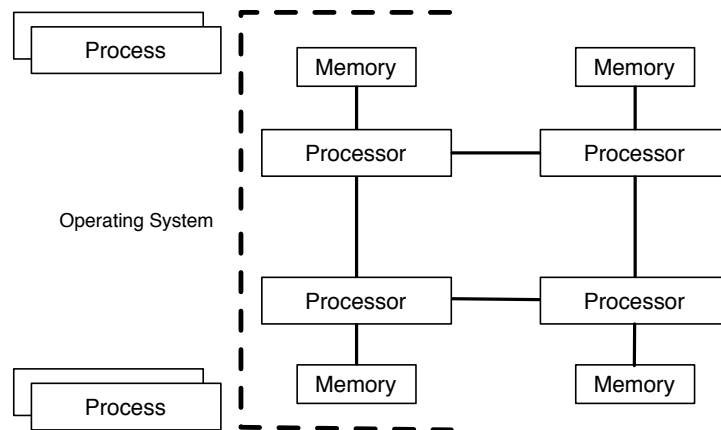 Process
Memory
Memory
Processor
Processor
Operating System
Processor
Processor
Memory
Memory
Process